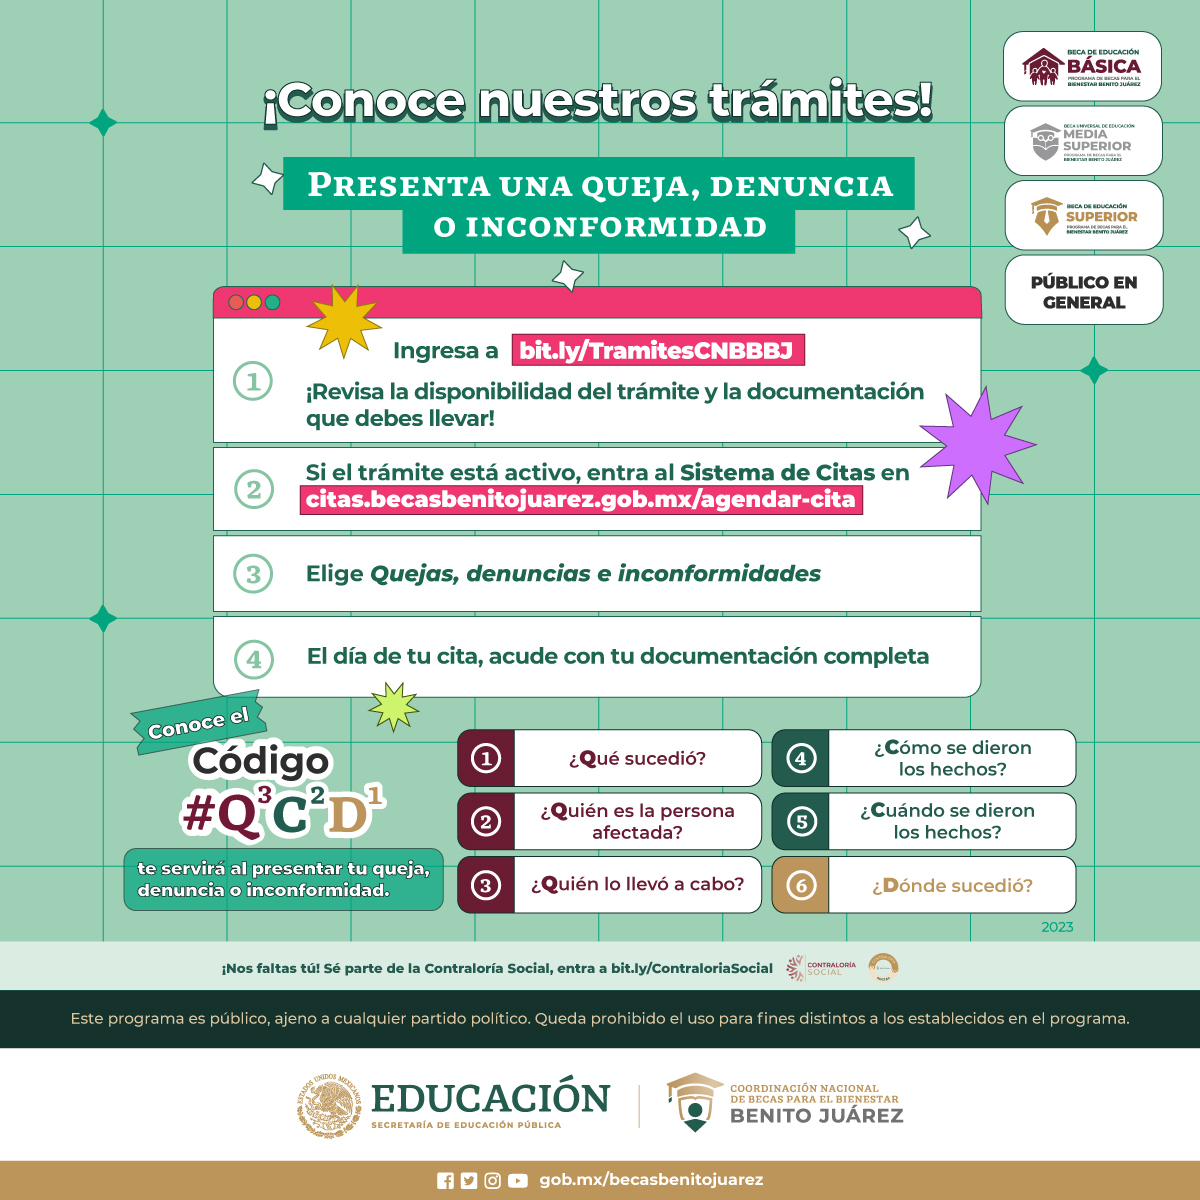 ¡Conoce nuestros trámites!
PRESENTA UNA QUEJA, DENUNCIA
O INCONFORMIDAD
BECA DE EDUCACIÓN
BÁSICA
PROGRAMA DE BECAS PARA EL
BIENESTAR BENITO JUÁREZ
BECA UNIVERSAL DE EDUCACIÓN
MEDIA
SUPERIOR
PROGRAMA DE BECAS PARA EL
BIENESTAR BENITO JUÁREZ
BECA DE EDUCACIÓN
SUPERIOR
PROGRAMA DE BECAS PARA EL
BIENESTAR BENITO JUÁREZ
PÚBLICO EN
GENERAL
1
Ingresa a bit.ly/TramitesCNBBBJ
¡Revisa la disponibilidad del trámite y la documentación
que debes llevar!
2
Si el trámite está activo, entra al Sistema de Citas en
citas.becasbenitojuarez.gob.mx/agendar-cita
3
Elige Quejas, denuncias e inconformidades
4
El día de tu cita, acude con tu documentación completa
Conoce el
Código
#Q³C²D¹
te servirá al presentar tu queja,
denuncia o inconformidad.
1 ¿Qué sucedió?
2 ¿Quién es la persona
afectada?
3 ¿Quién lo llevó a cabo?
4 ¿Cómo se dieron
los hechos?
5 ¿Cuándo se dieron
los hechos?
6 ¿Dónde sucedió?
2023
¡Nos faltas tú! Sé parte de la Contraloría Social, entra a bit.ly/ContraloriaSocial
CONTRALORÍA
SOCIAL
Este programa es público, ajeno a cualquier partido político. Queda prohibido el uso para fines distintos a los establecidos en el programa.
ESTADOS UNIDOS MEXICANOS
EDUCACIÓN
SECRETARÍA DE EDUCACIÓN PÚBLICA
COORDINACIÓN NACIONAL
DE BECAS PARA EL BIENESTAR
BENITO JUÁREZ
gob.mx/becasbenitojuarez